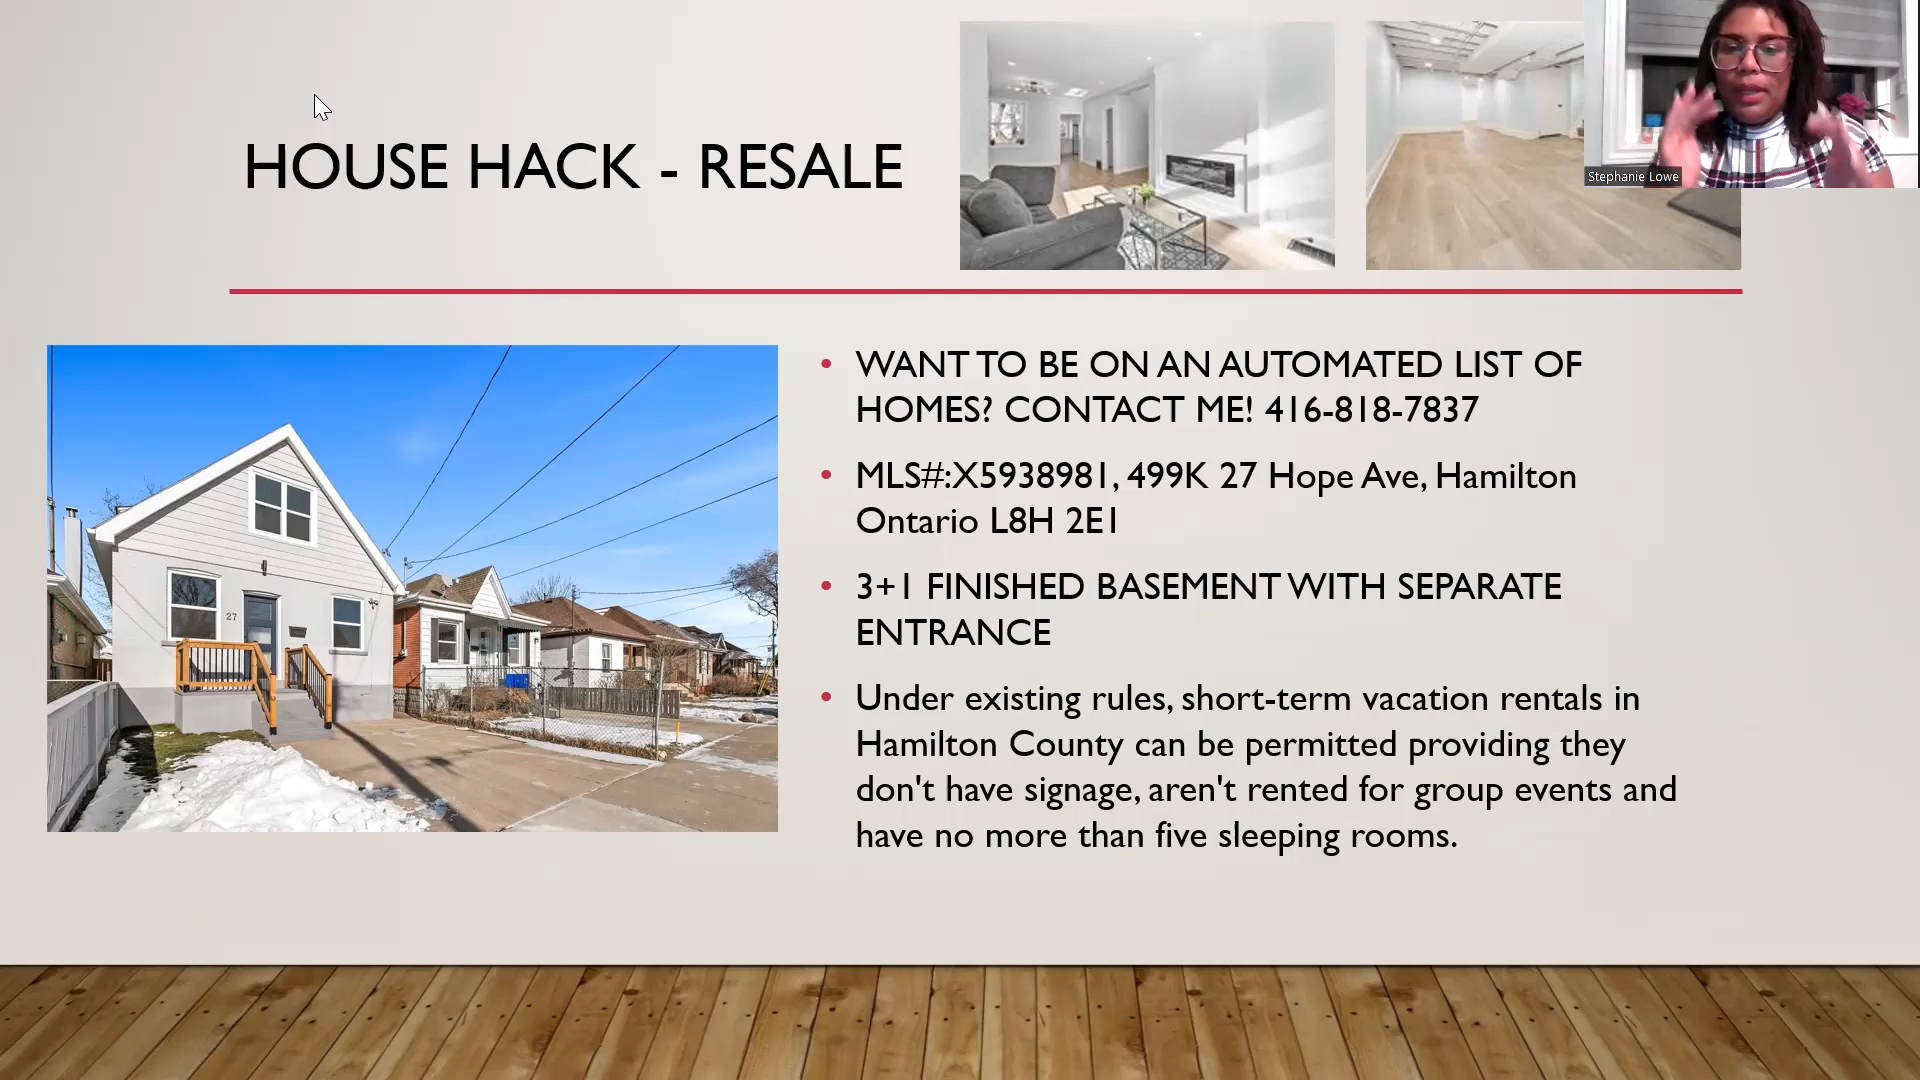 HOUSE HACK - RESALE
Stephanie Lowe
27
WANT TO BE ON AN AUTOMATED LIST OF
HOMES? CONTACT ME! 416-818-7837
MLS#:X5938981, 499K 27 Hope Ave, Hamilton
Ontario L8H 2E1
3+1 FINISHED BASEMENT WITH SEPARATE
ENTRANCE
Under existing rules, short-term vacation rentals in
Hamilton County can be permitted providing they
don't have signage, aren't rented for group events and
have no more than five sleeping rooms.